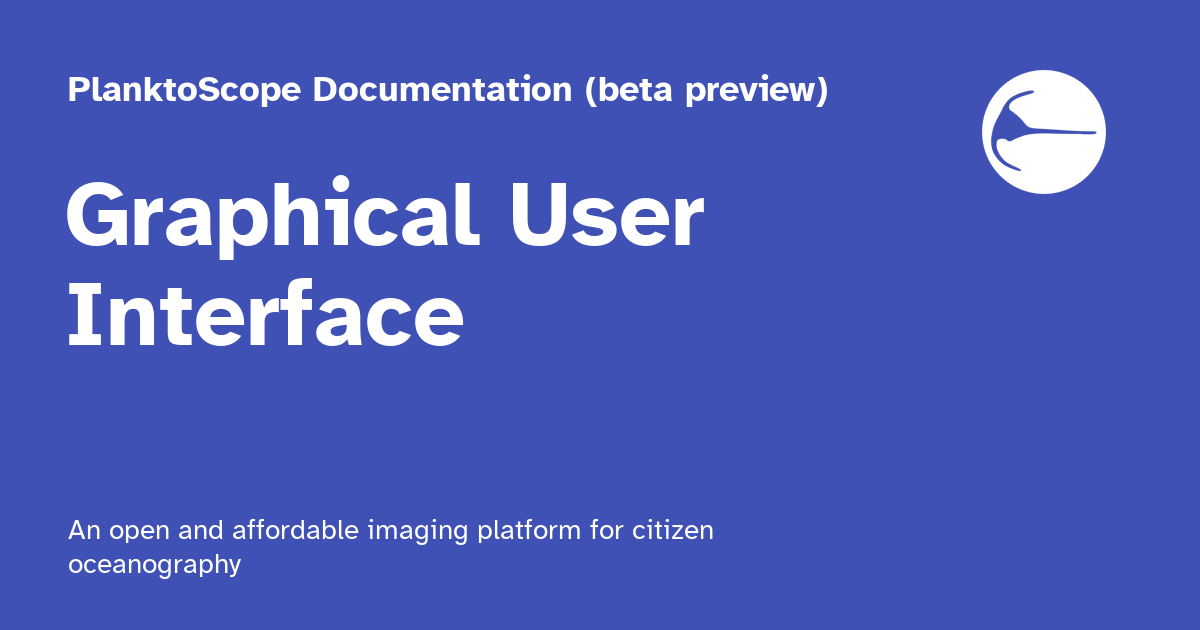 PlanktoScope Documentation (beta preview)
Graphical User
Interface
An open and affordable imaging platform for citizen
oceanography